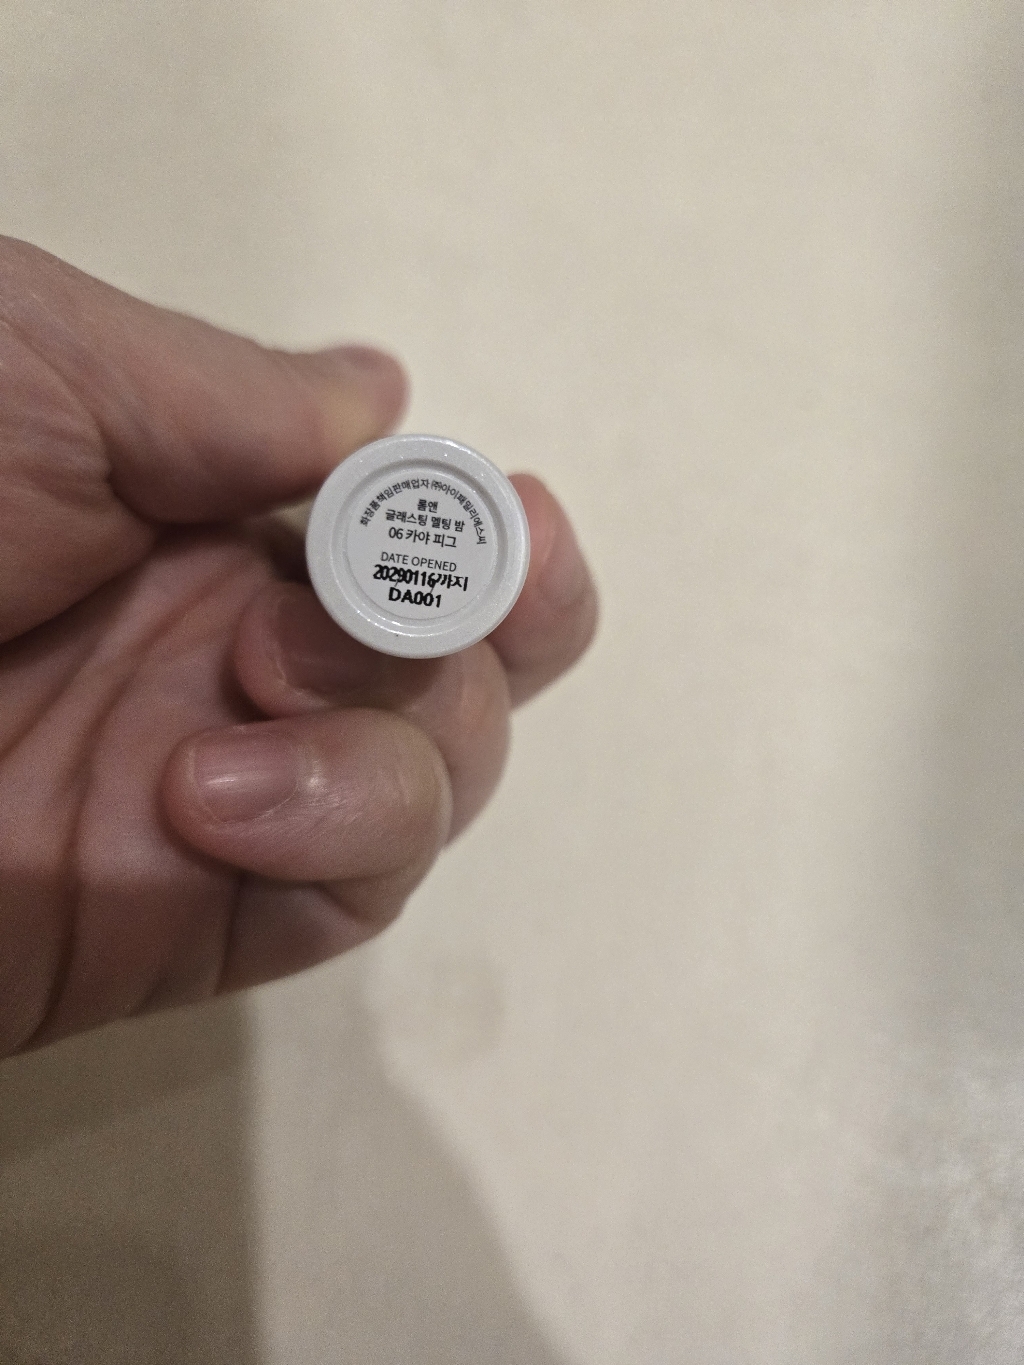 화장품책임판매업자 ㈜아이패밀리에스씨
롬앤
글래스팅 멜팅 밤
06 카야 피그
DATE OPENED
20290116까지
DA001